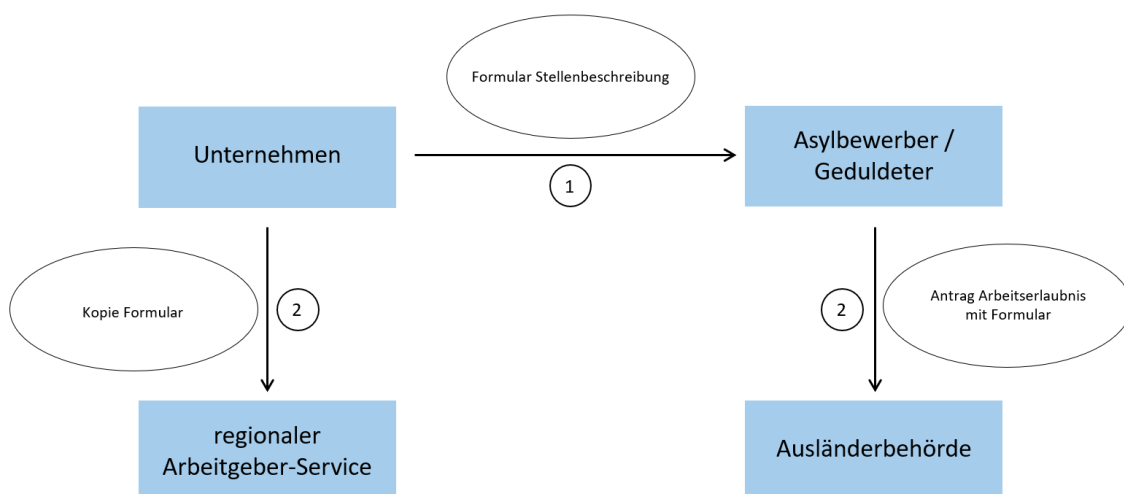 Formular Stellenbeschreibung
Unternehmen
Asylbewerber /
Geduldeter
1
Kopie Formular
2
2
Antrag Arbeitserlaubnis
mit Formular
regionaler
Arbeitgeber-Service
Ausländerbehörde